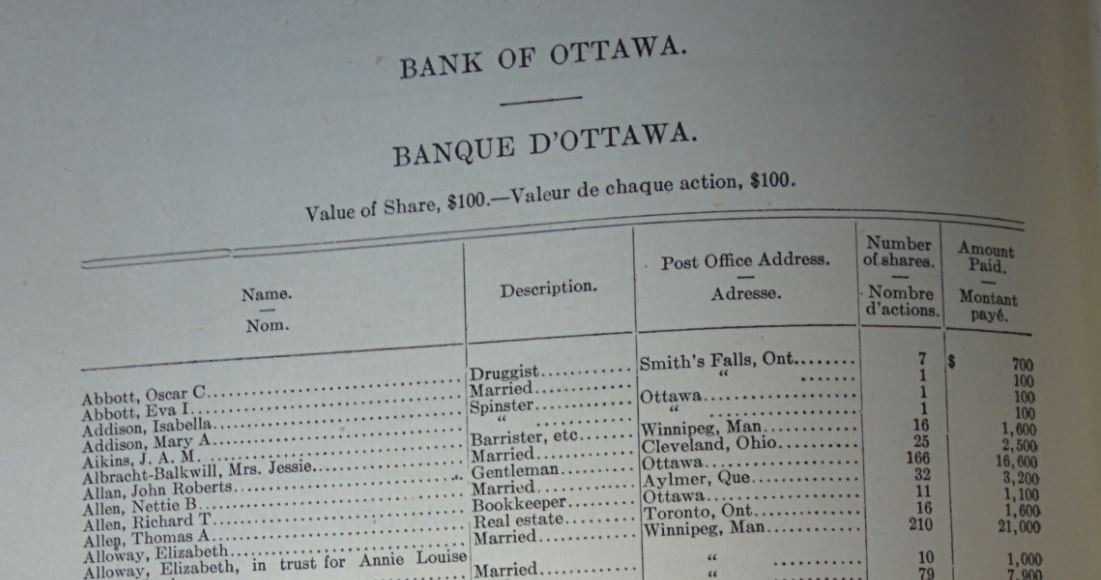 BANK OF OTTAWA.
BANQUE D'OTTAWA.
Value of Share, $100.—Valeur de chaque action, $100.
Name. — Nom. Description. Post Office Address. — Adresse. Number of shares. — Nombre d'actions. Amount Paid. — Montant payé.
Abbott, Oscar C. Druggist Smith's Falls, Ont. 7 $ 700
Abbott, Eva I. Married “ 1 100
Addison, Isabella Spinster Ottawa 1 100
Addison, Mary A. “ “ 1 100
Aikins, J. A. M. Barrister, etc Winnipeg, Man. 16 1,600
Albracht-Balkwill, Mrs. Jessie. Married Cleveland, Ohio. 25 2,500
Allan, John Roberts Gentleman Ottawa 166 16,600
Allen, Nettie B. Married Aylmer, Que. 32 3,200
Allen, Richard T. Bookkeeper Ottawa 11 1,100
Allen, Thomas A. Real estate Toronto, Ont. 16 1,600
Alloway, Elizabeth Married Winnipeg, Man. 210 21,000
Alloway, Elizabeth, in trust for Annie Louise
“ 10 1,000
Married “ 79 7,900